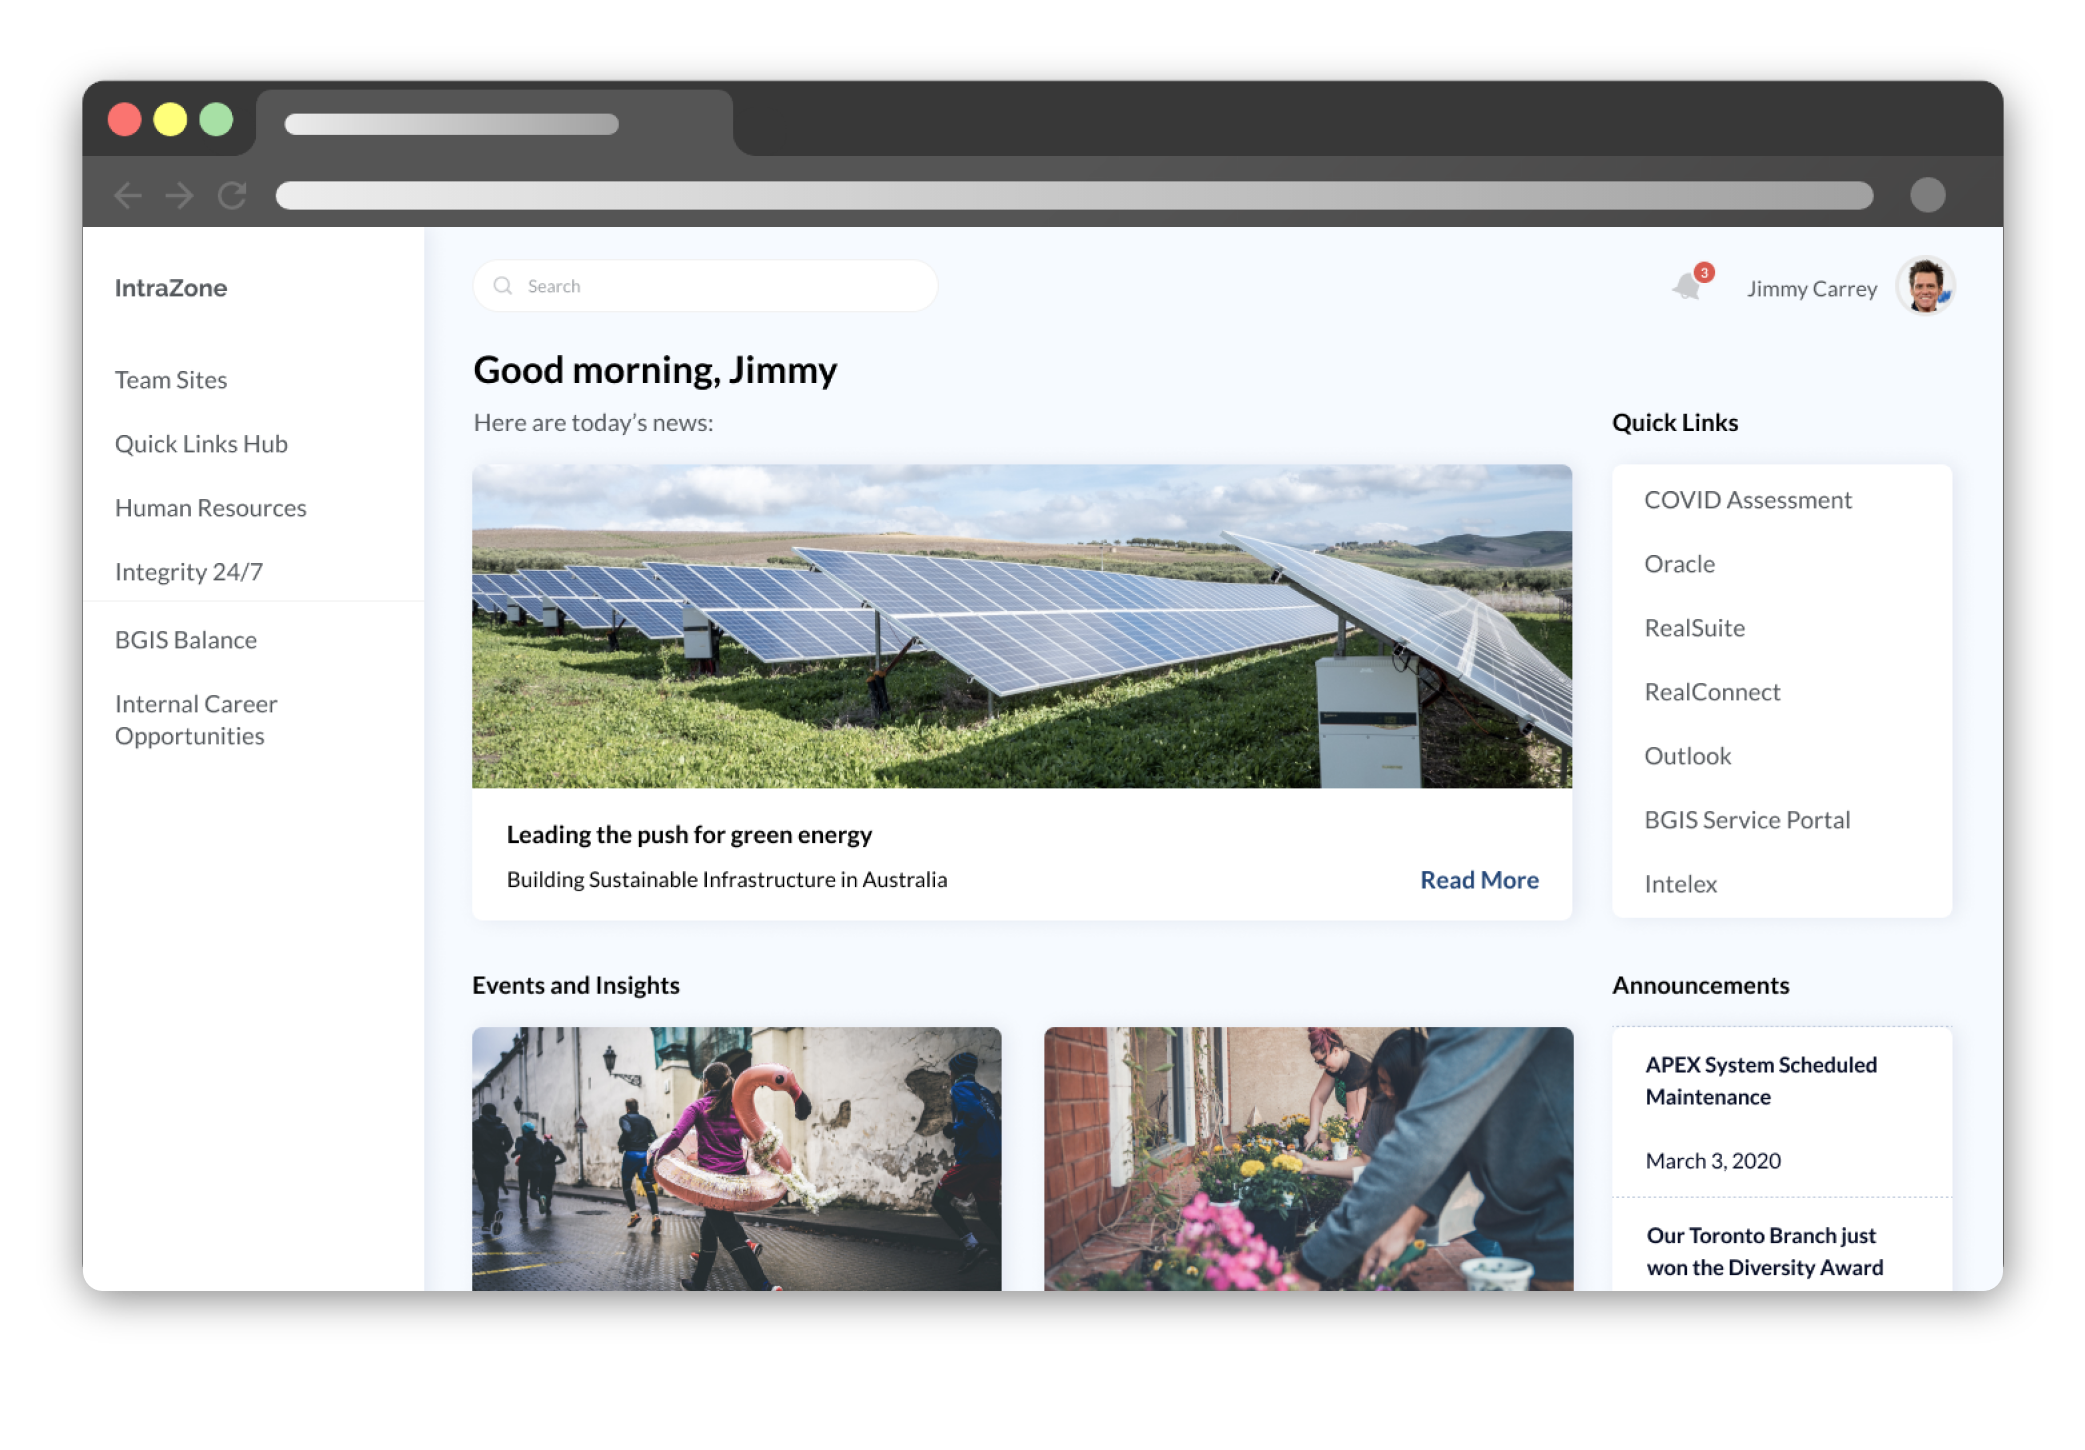 IntraZone
Team Sites
Quick Links Hub
Human Resources
Integrity 24/7
BGIS Balance
Internal Career
Opportunities
Search
3
Jimmy Carrey
Good morning, Jimmy
Here are today’s news:
Leading the push for green energy
Building Sustainable Infrastructure in Australia
Read More
Quick Links
COVID Assessment
Oracle
RealSuite
RealConnect
Outlook
BGIS Service Portal
Intelex
Events and Insights
Announcements
APEX System Scheduled
Maintenance
March 3, 2020
Our Toronto Branch just
won the Diversity Award